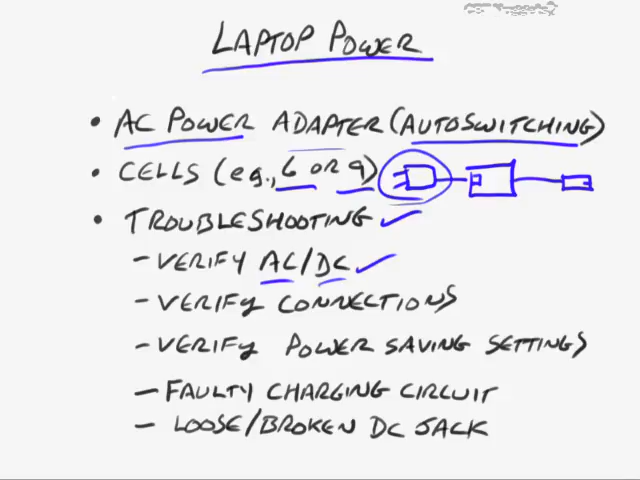 LAPTOP POWER
• AC POWER ADAPTER (AUTOSWITCHING)
• CELLS (eg., 6 OR 9)
• TROUBLESHOOTING
- VERIFY AC/DC
- VERIFY CONNECTIONS
- VERIFY POWER SAVING SETTINGS
- FAULTY CHARGING CIRCUIT
- LOOSE/BROKEN DC JACK